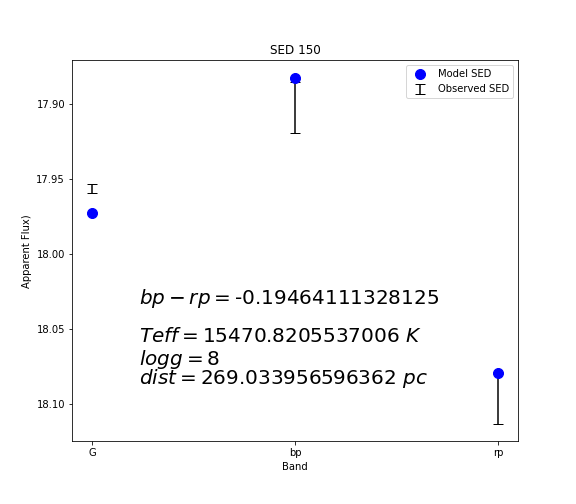 SED 150
Model SED
Observed SED
17.90
17.95
18.00
18.05
18.10
Apparent Flux)
bp − rp = -0.19464111328125
Teff = 15470.8205537006 K
logg = 8
dist = 269.033956596362 pc
G bp rp
Band